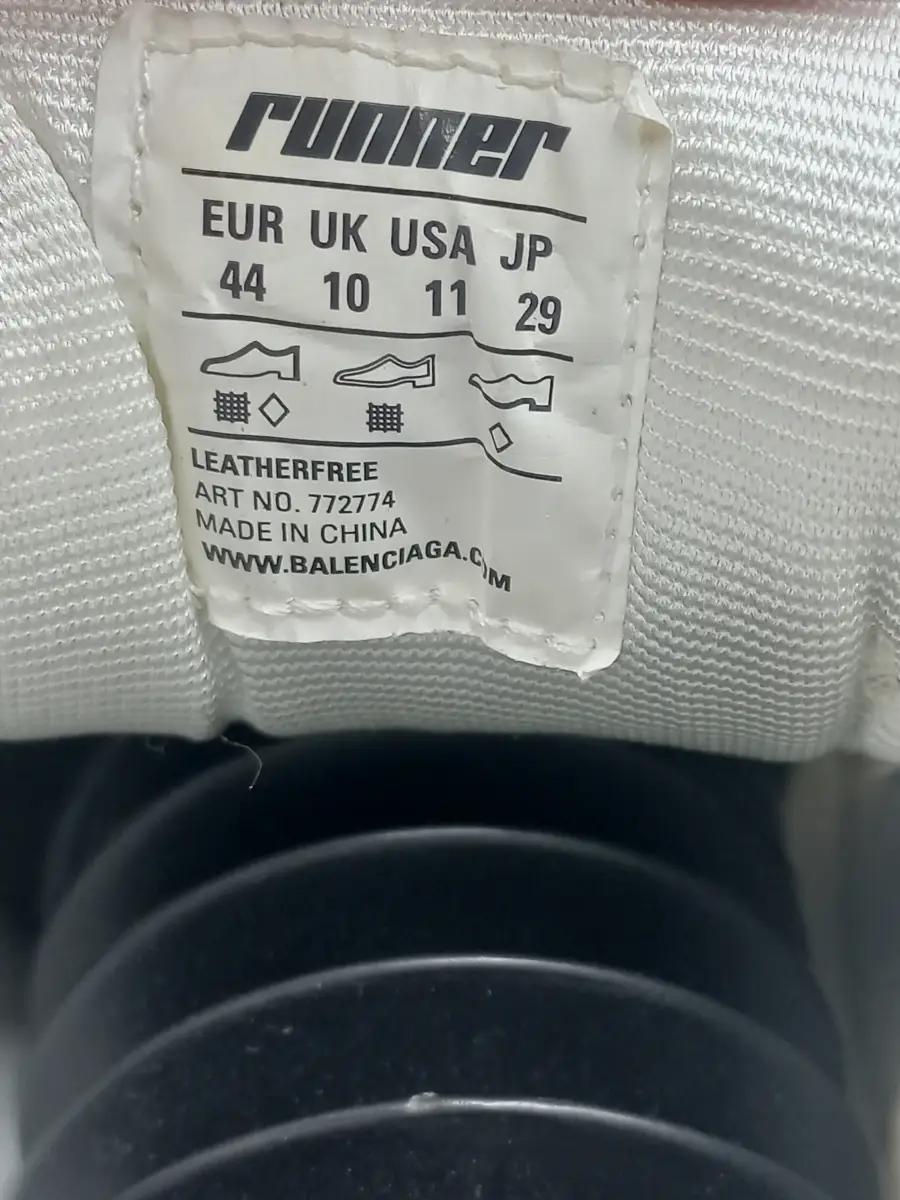 runner
EUR UK USA JP
44 10 11 29
LEATHERFREE
ART NO. 772774
MADE IN CHINA
WWW.BALENCIAGA.COM